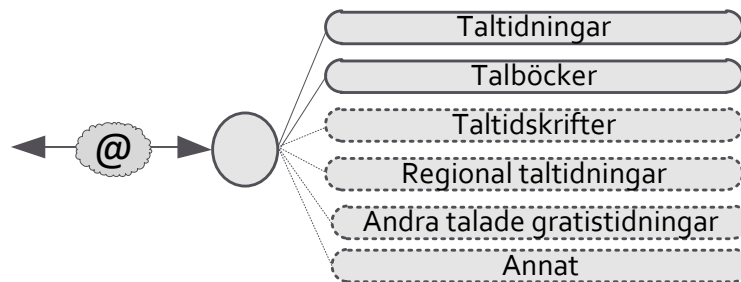 Taltidningar
Talböcker
Taltidskrifter
@
Regional taltidningar
Andra talade gratistidningar
Annat